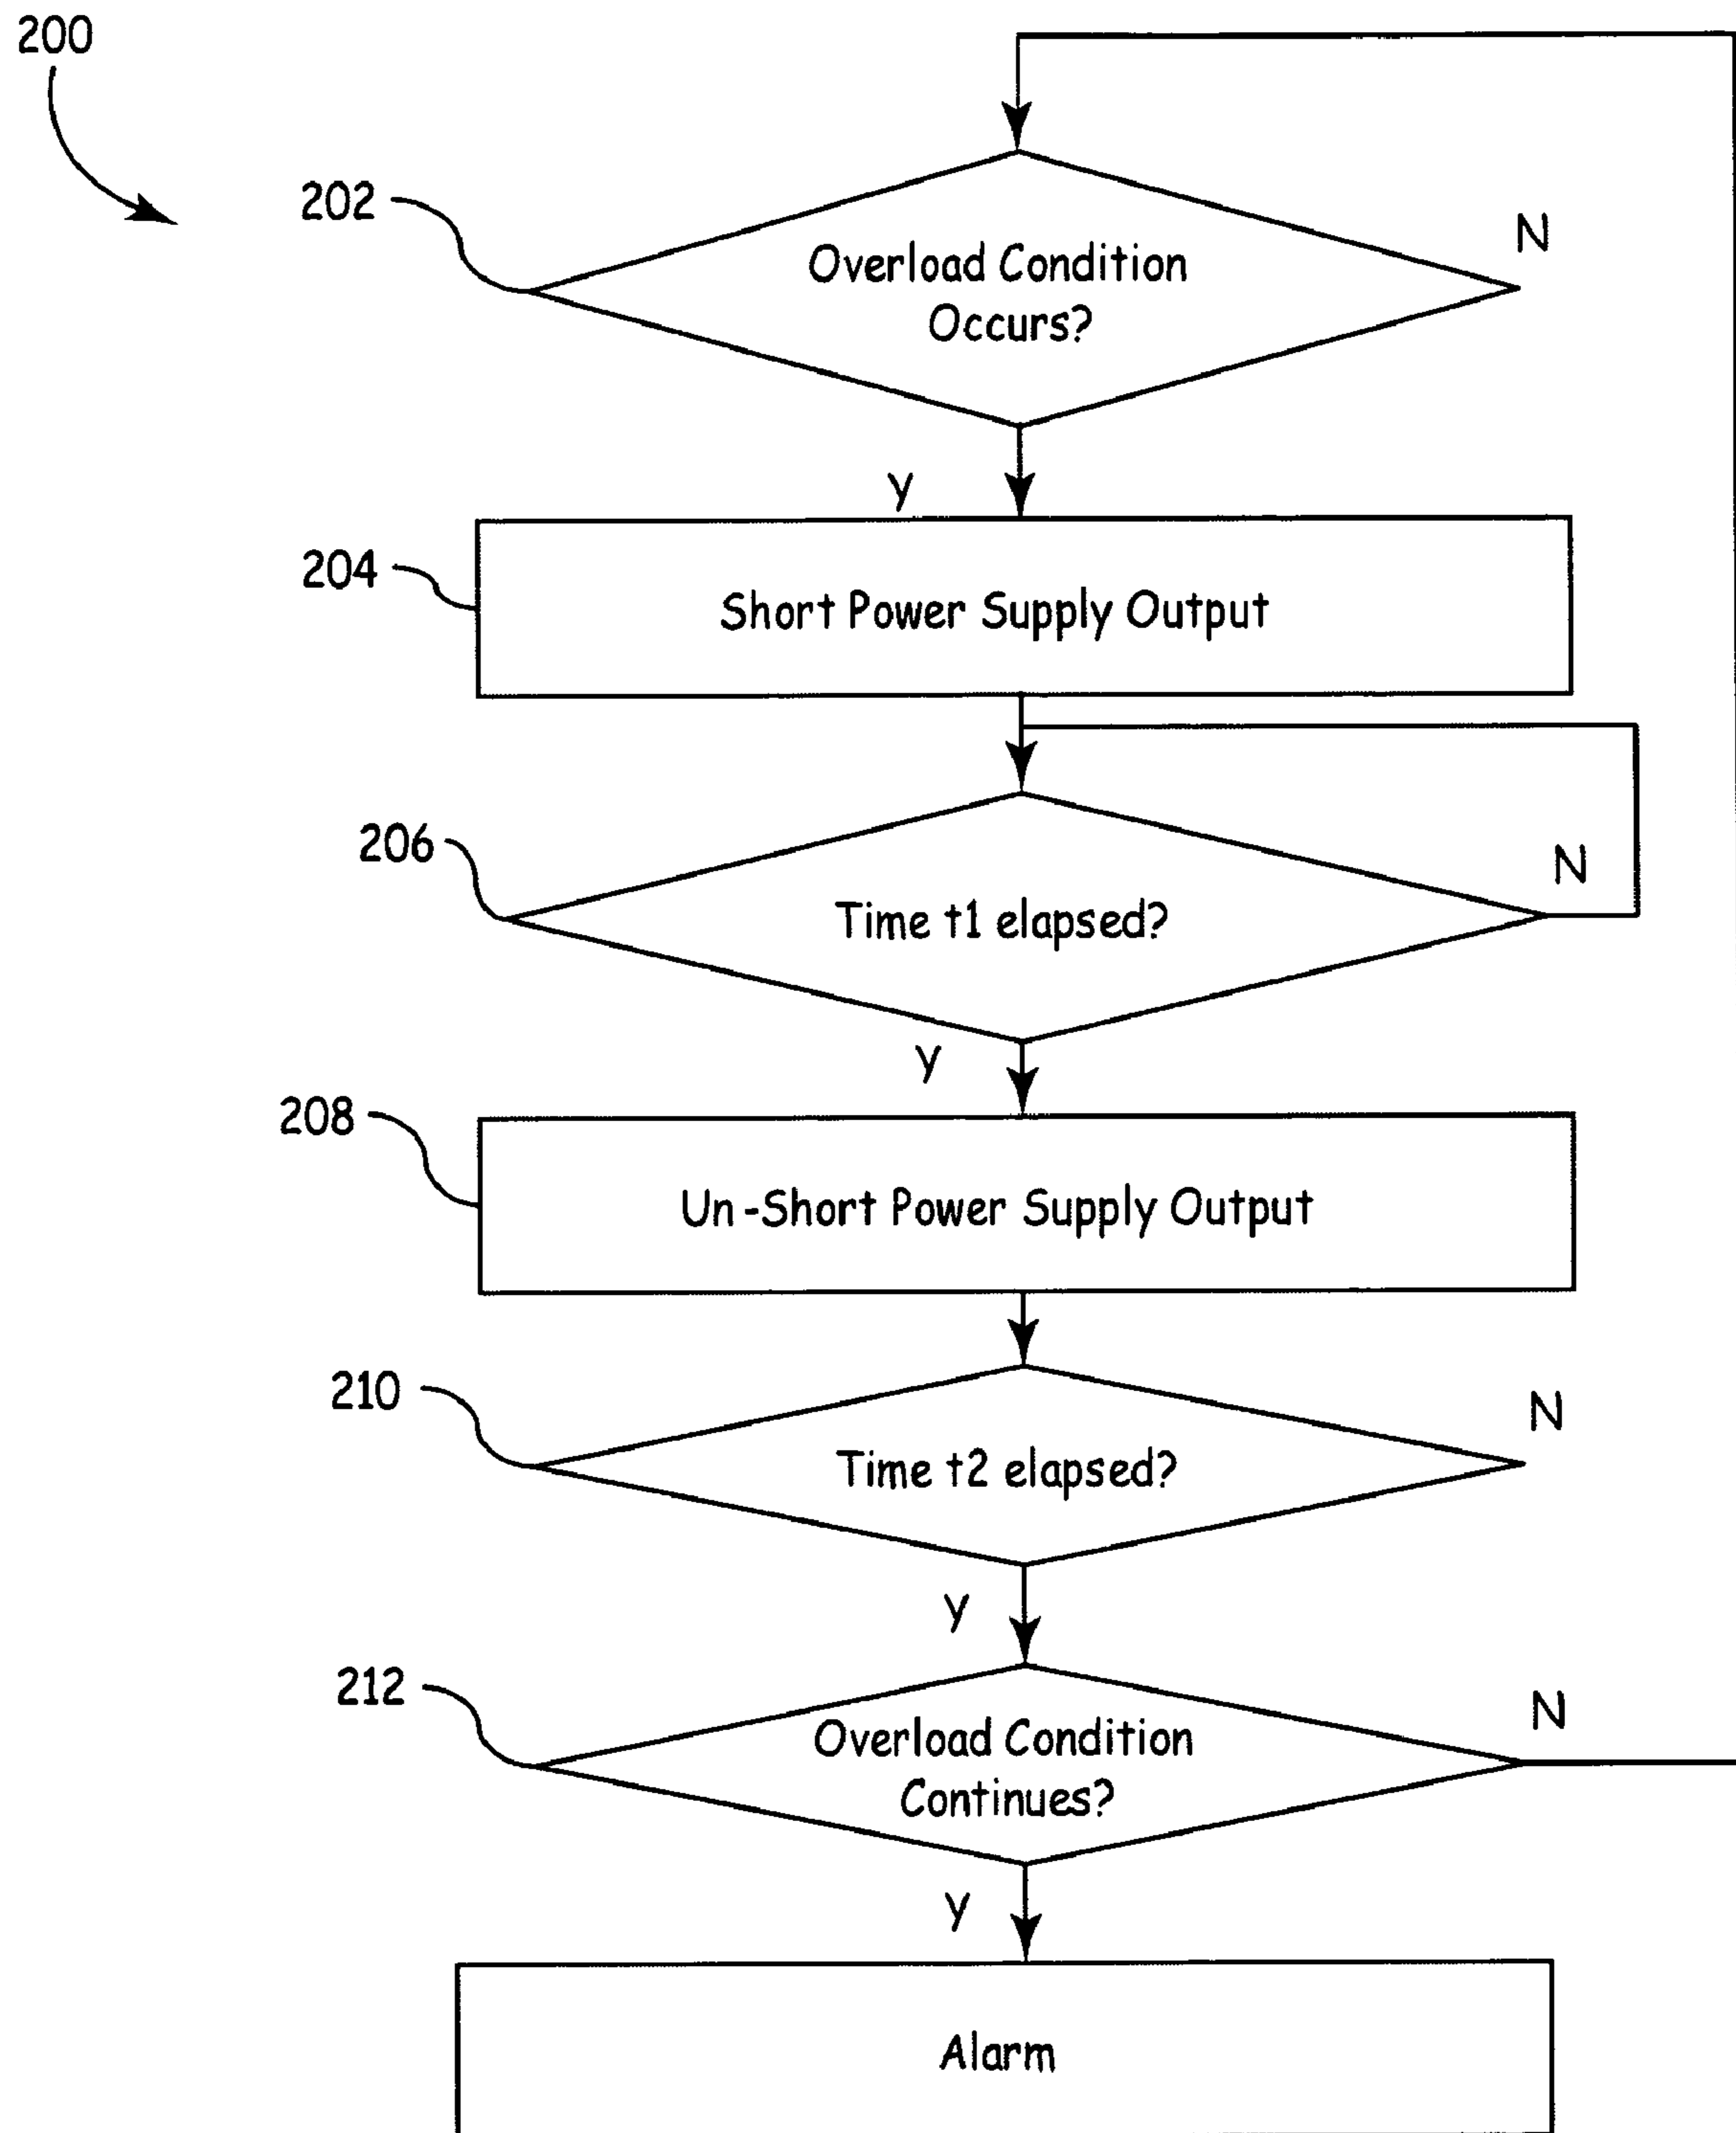 200
202
N
Overload Condition
Occurs?
y
204
Short Power Supply Output
206
N
Time t1 elapsed?
y
208
Un-Short Power Supply Output
210
N
Time t2 elapsed?
y
212
N
Overload Condition
Continues?
y
Alarm